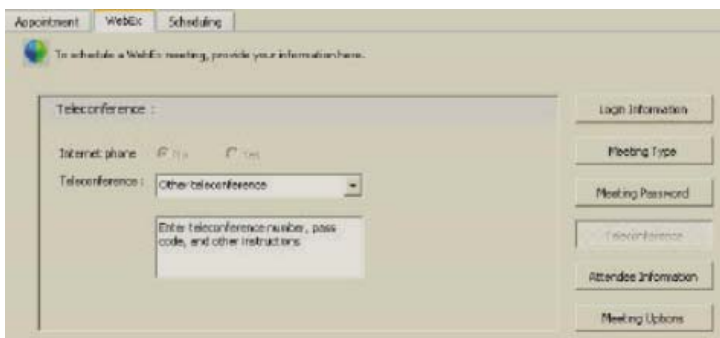 Appointment WebEx Scheduling
To schedule a WebEx meeting, provide your information here.
Teleconference :
Login Information
Internet phone No Yes
Meeting Type
Teleconference : Other teleconference
Meeting Password
Enter teleconference number, pass
code, and other instructions
Teleconference
Attendee Information
Meeting Options